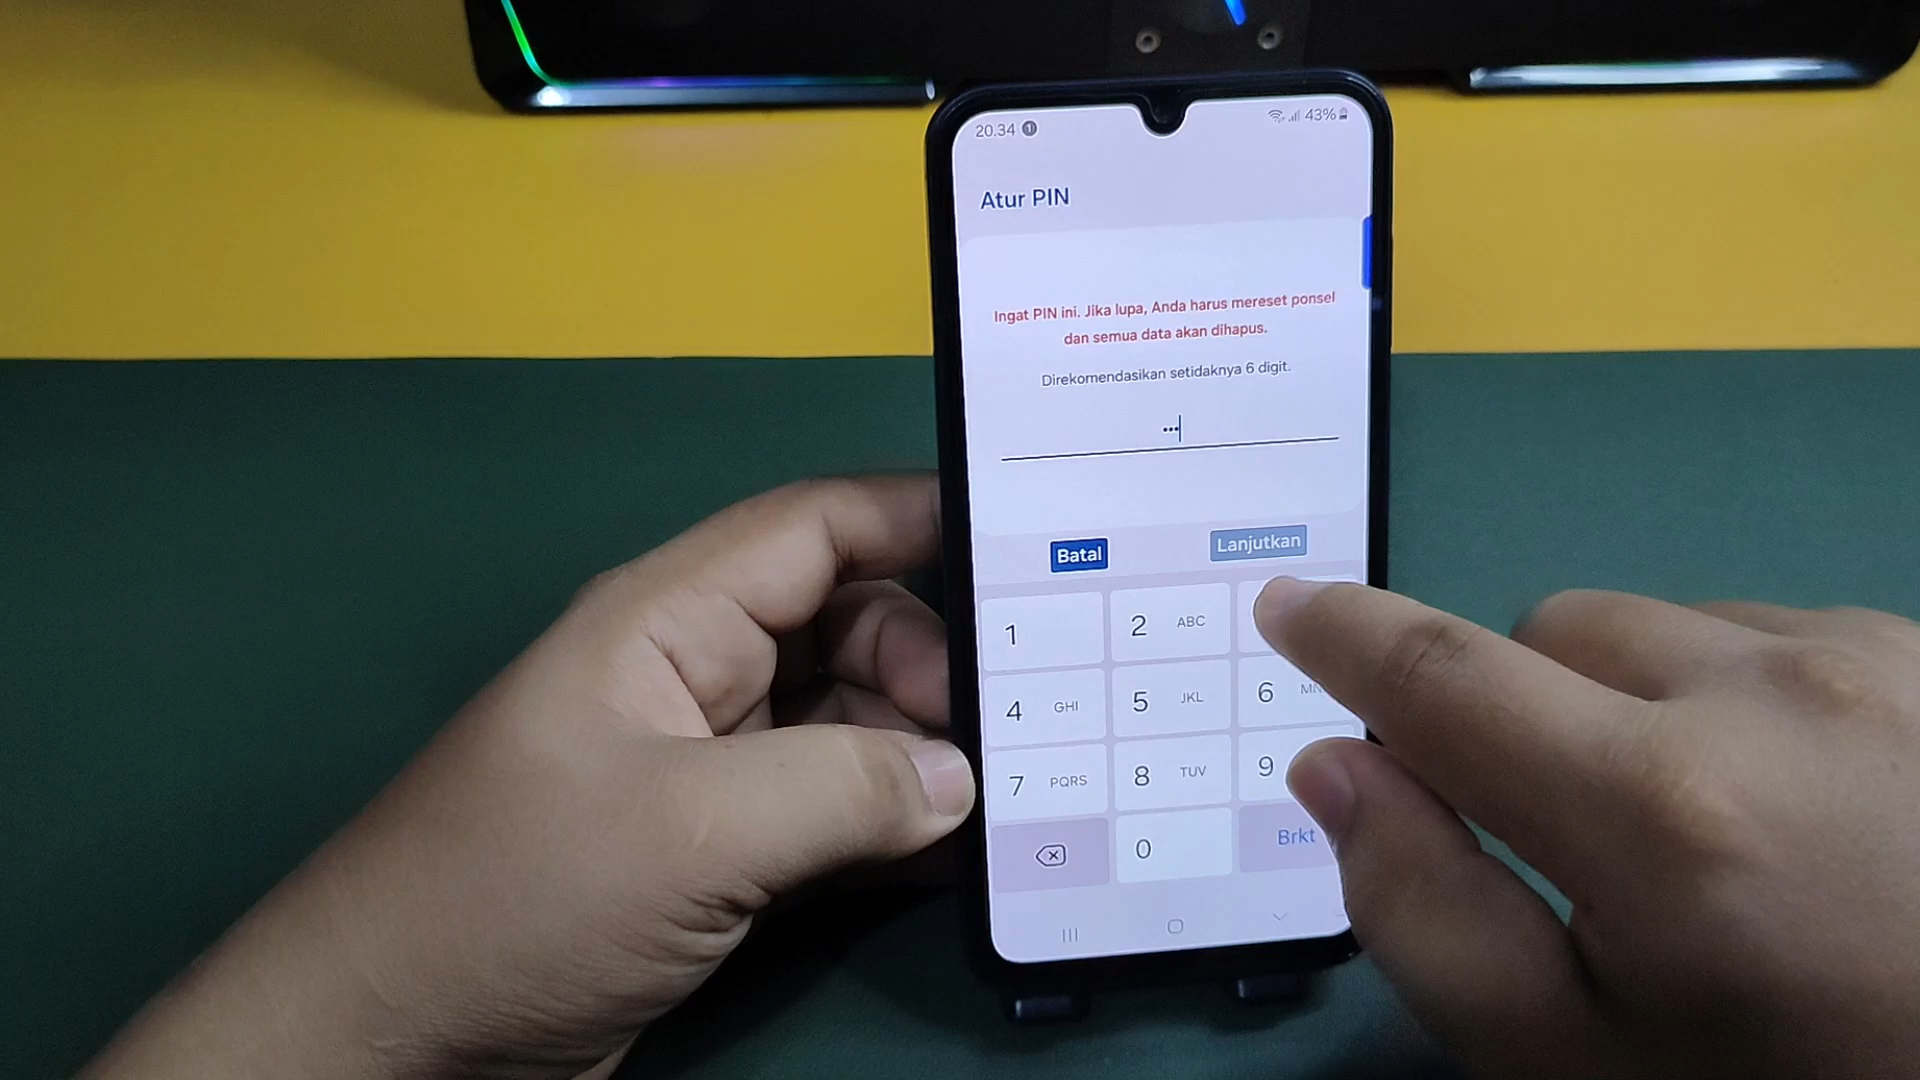 20.34 1
43%
Atur PIN
Ingat PIN ini. Jika lupa, Anda harus mereset ponsel
dan semua data akan dihapus.
Direkomendasikan setidaknya 6 digit.
•••
Batal Lanjutkan
1 2 ABC
4 GHI 5 JKL 6
7 PQRS 8 TUV 9
0 Brkt